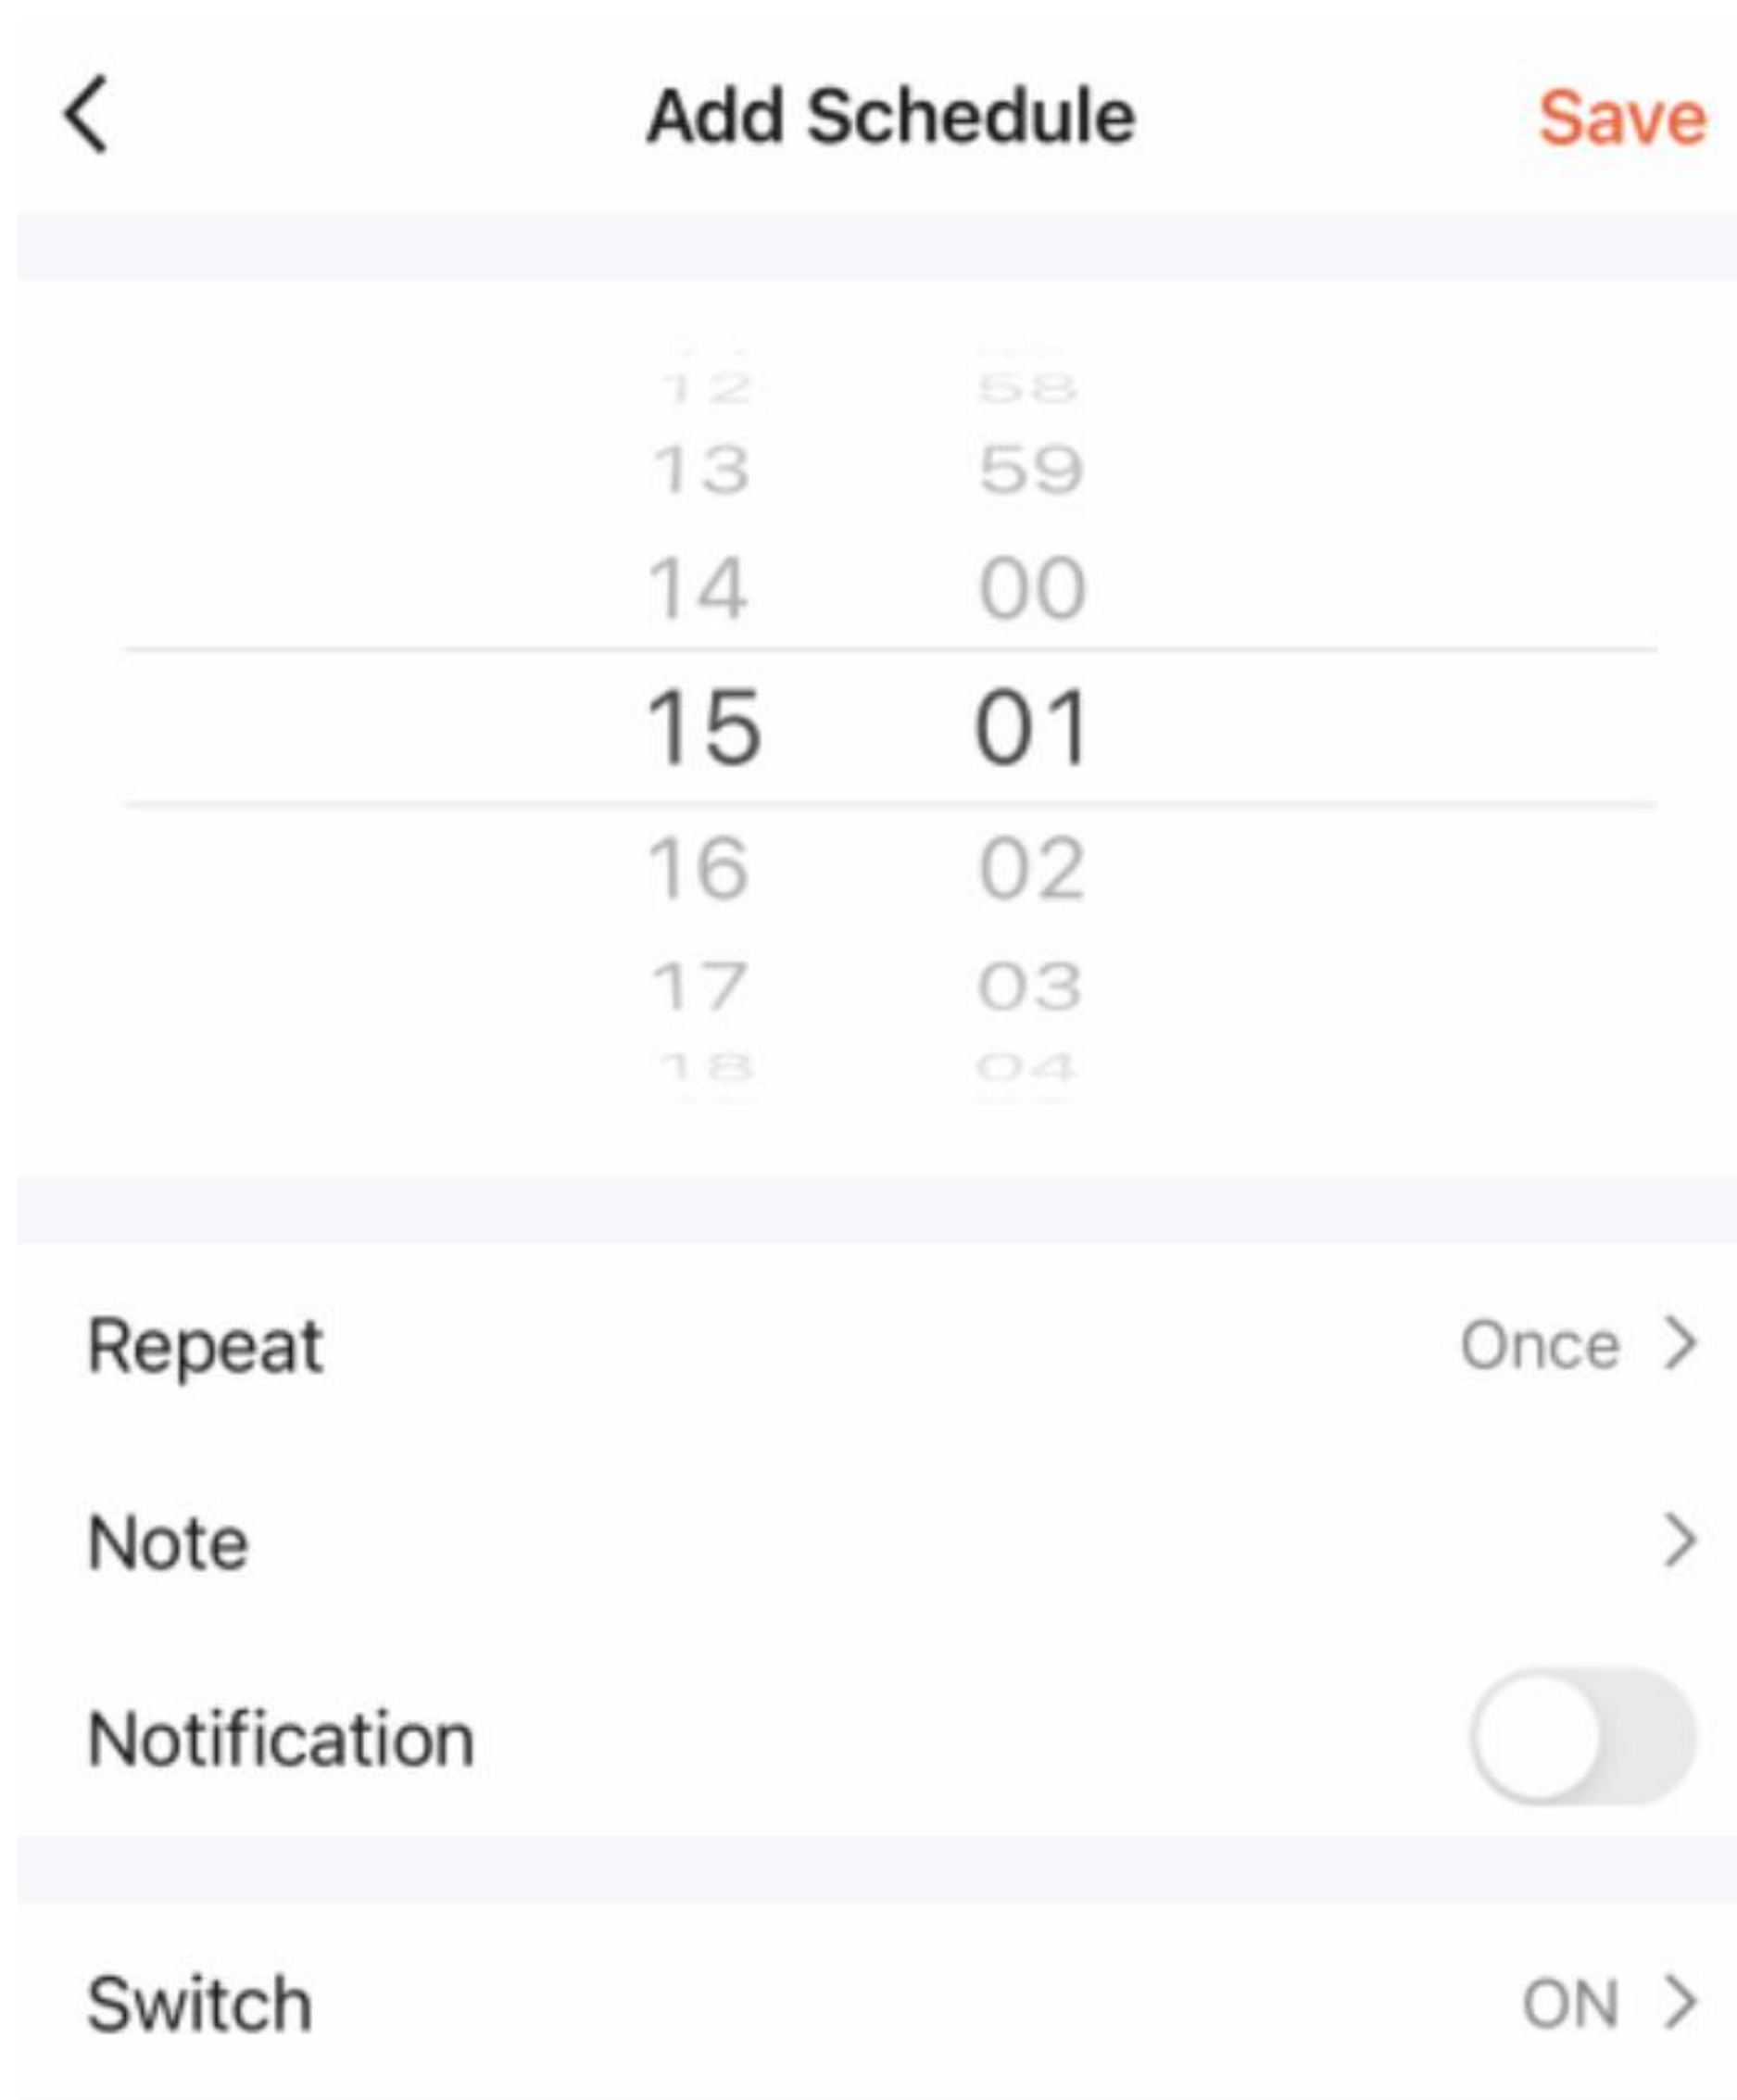 Add Schedule Save
12 58
13 59
14 00
15 01
16 02
17 03
18 04
Repeat Once
Note
Notification
Switch ON